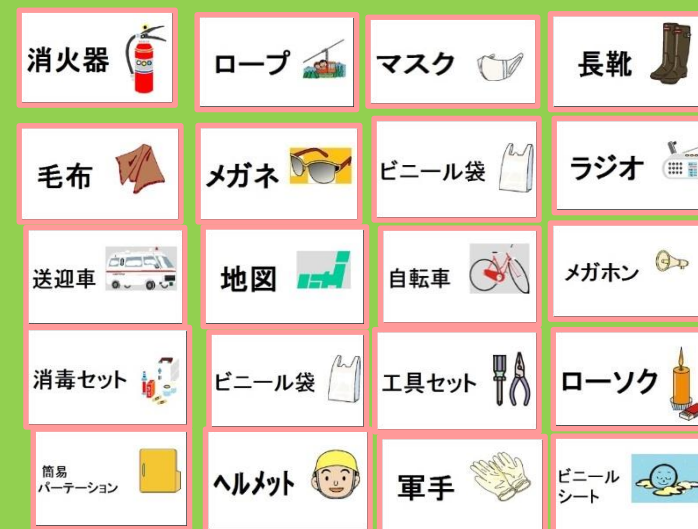 消火器
ロープ
マスク
長靴
毛布
メガネ
ビニール袋
ラジオ
送迎車
地図
自転車
メガホン
消毒セット
ビニール袋
工具セット
ローソク
簡易
パーテーション
ヘルメット
軍手
ビニール
シート